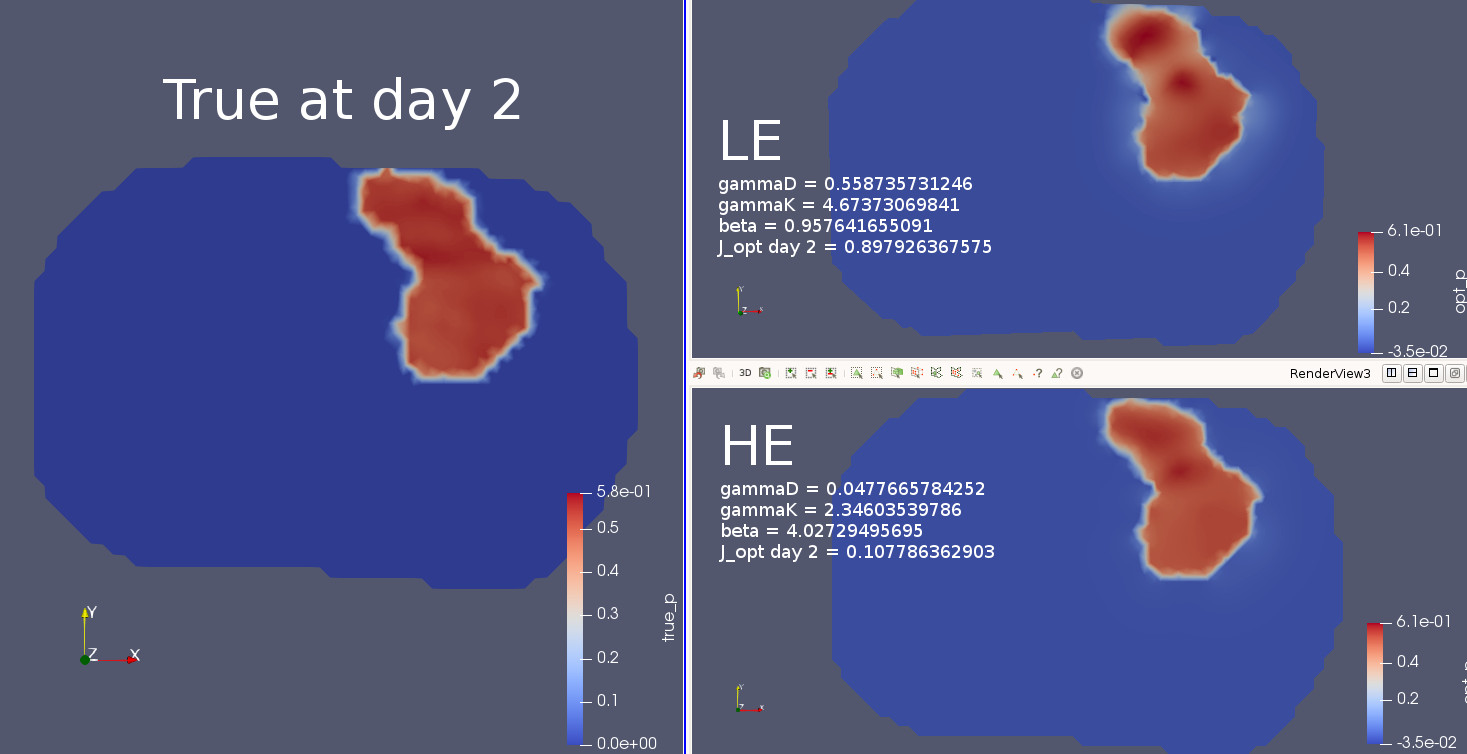 True at day 2
5.8e-01
0.5
0.4
0.3
0.2
0.1
0.0e+00
true_p
Y
Z
X
LE
gammaD = 0.558735731246
gammaK = 4.67373069841
beta = 0.957641655091
J_opt day 2 = 0.897926367575
6.1e-01
0.4
0.2
-3.5e-02
opt_p
Y
Z
X
3D
RenderView3
HE
gammaD = 0.0477665784252
gammaK = 2.34603539786
beta = 4.02729495695
J_opt day 2 = 0.107786362903
6.1e-01
0.4
0.2
-3.5e-02
Y
Z
X